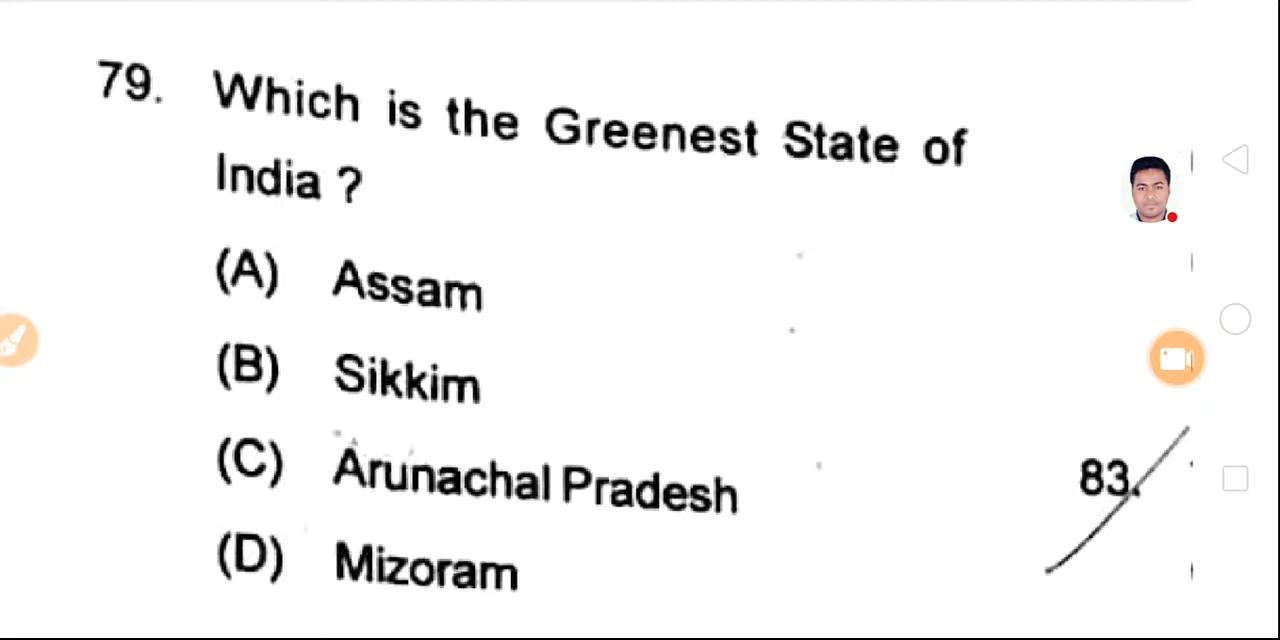 79. Which is the Greenest State of
India ?
(A) Assam
(B) Sikkim
(C) Arunachal Pradesh
(D) Mizoram
83.